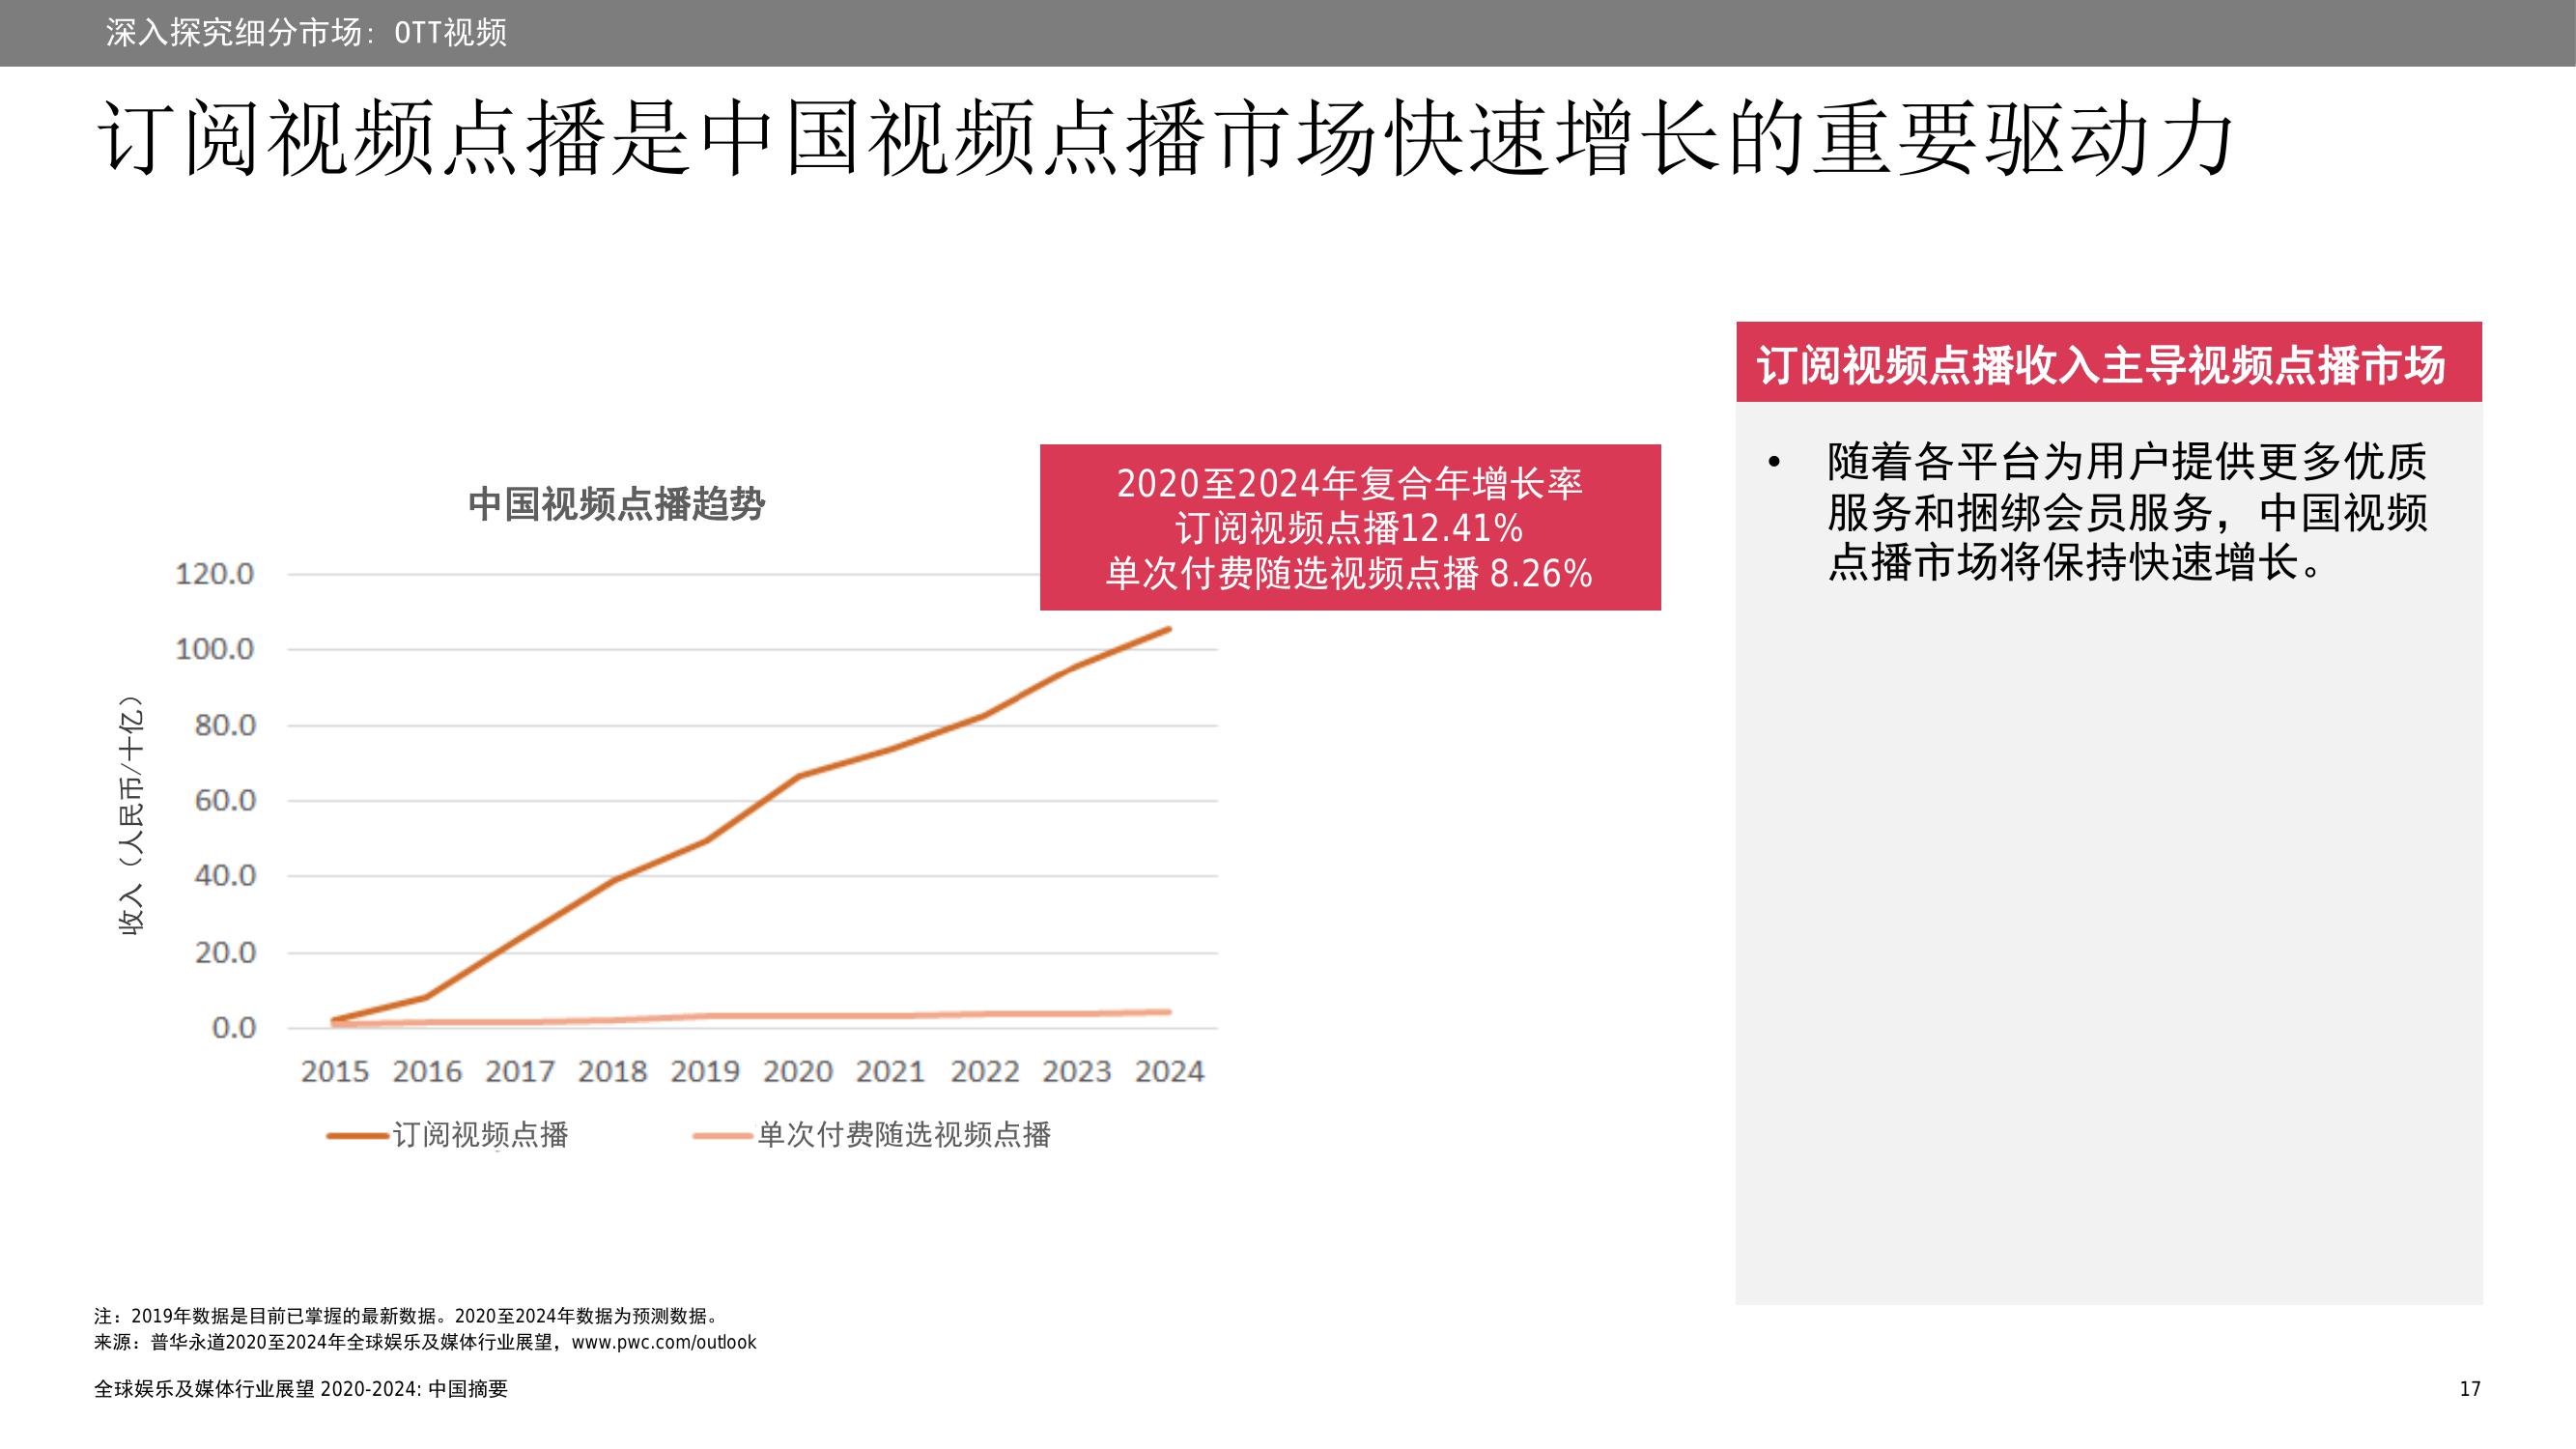 深入探究细分市场：OTT视频
订阅视频点播是中国视频点播市场快速增长的重要驱动力
订阅视频点播收入主导视频点播市场
• 随着各平台为用户提供更多优质
服务和捆绑会员服务，中国视频
点播市场将保持快速增长。
2020至2024年复合年增长率
订阅视频点播12.41%
单次付费随选视频点播 8.26%
中国视频点播趋势
收入（人民币/十亿）
120.0
100.0
80.0
60.0
40.0
20.0
0.0
2015 2016 2017 2018 2019 2020 2021 2022 2023 2024
订阅视频点播 单次付费随选视频点播
注：2019年数据是目前已掌握的最新数据。2020至2024年数据为预测数据。
来源：普华永道2020至2024年全球娱乐及媒体行业展望，www.pwc.com/outlook
全球娱乐及媒体行业展望 2020-2024: 中国摘要
17